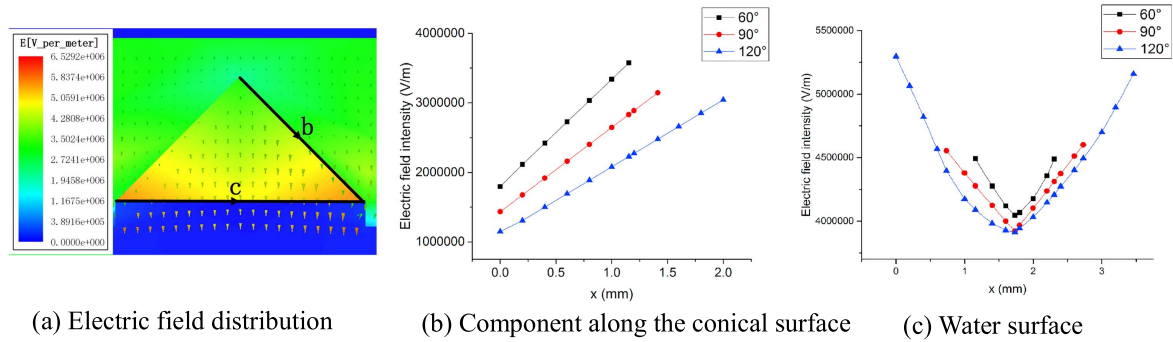 E[V_per_meter]
6.5292e+006
5.8374e+006
5.0591e+006
4.2808e+006
3.5024e+006
2.7241e+006
1.9458e+006
1.1675e+006
3.8916e+005
0.0000e+000
b
c
(a) Electric field distribution
Electric field intensity (V/m)
4000000
3000000
2000000
1000000
0.0 0.5 1.0 1.5 2.0
x (mm)
60°
90°
120°
(b) Component along the conical surface
Electric field intensity (V/m)
5500000
5000000
4500000
4000000
0 1 2 3
x (mm)
60°
90°
120°
(c) Water surface